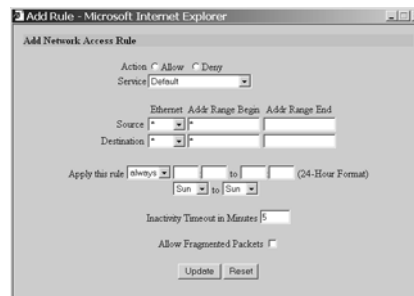 Add Rule - Microsoft Internet Explorer
Add Network Access Rule
Action Allow Deny
Service Default
Ethernet Addr Range Begin Addr Range End
Source * *
Destination * *
Apply this rule always to (24-Hour Format)
Sun to Sun
Inactivity Timeout in Minutes 5
Allow Fragmented Packets
Update Reset